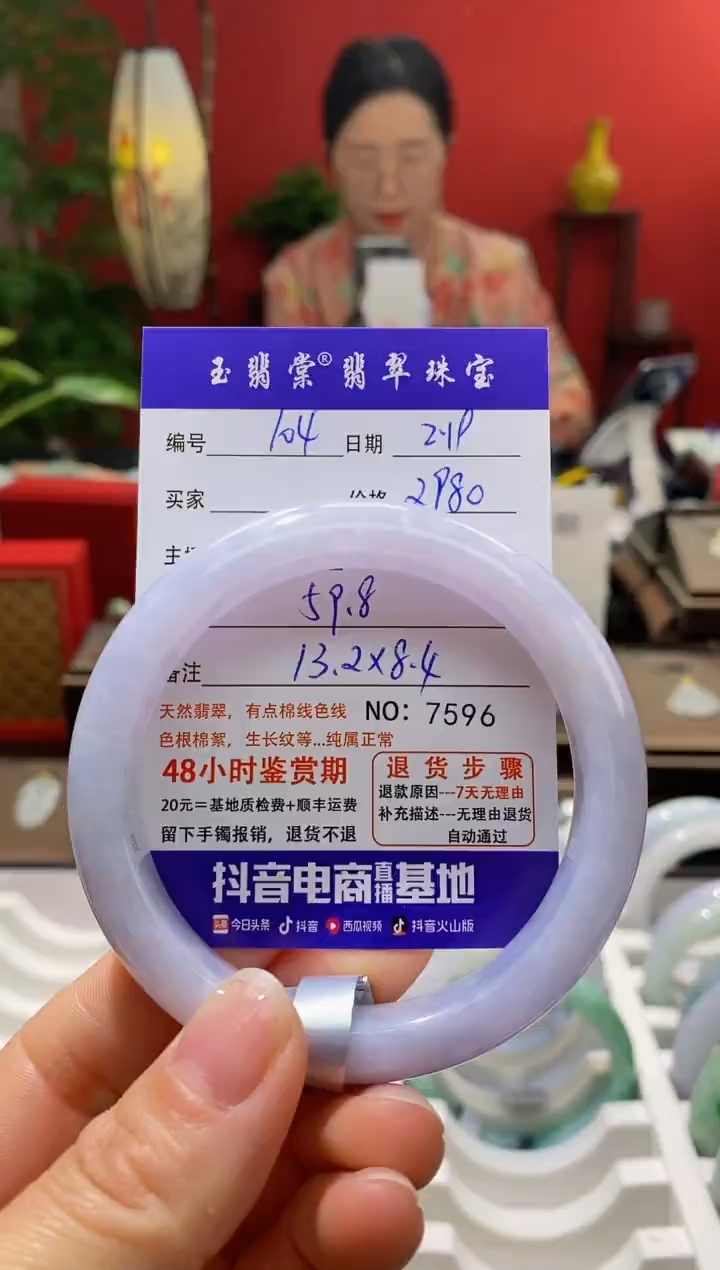 玉翡棠®翡翠珠宝
编号 104 日期 2.19
买家 价格 2980
主
59.8
备注 13.2×8.4
天然翡翠，有点棉线色线 NO：7596
色根棉絮，生长纹等...纯属正常
48小时鉴赏期
20元＝基地质检费+顺丰运费
留下手镯报销，退货不退
退货步骤
退款原因---7天无理由
补充描述---无理由退货
自动通过
抖音电商直播基地
头条 今日头条 抖音 西瓜视频 抖音火山版